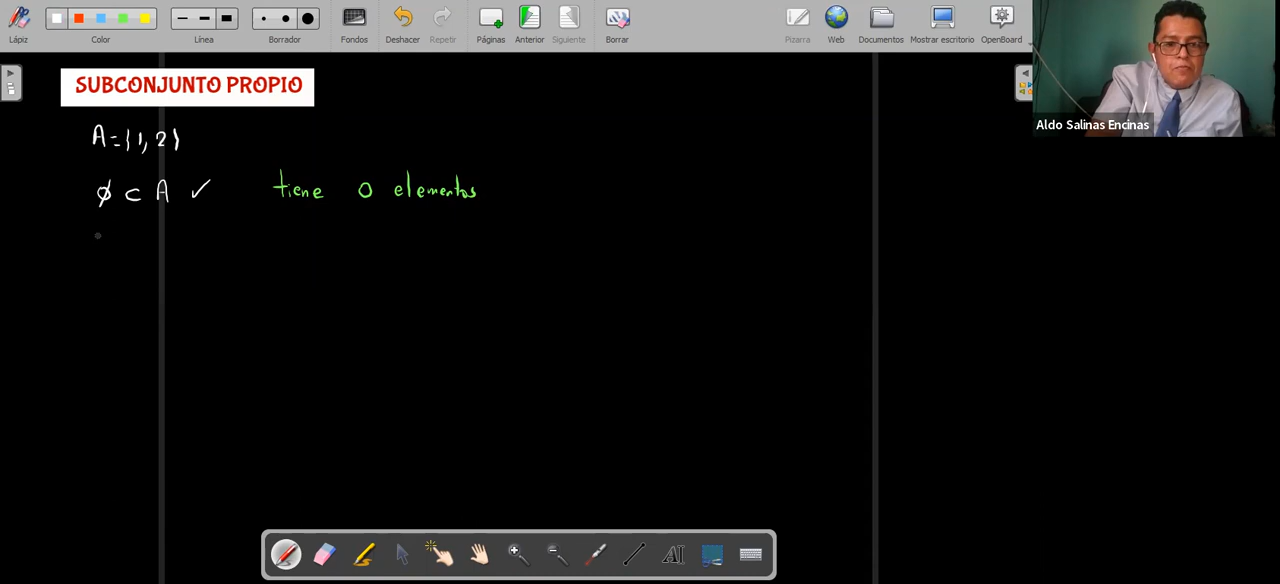 Lápiz
Color
Línea
Borrador
Fondos
Deshacer
Repetir
Páginas
Anterior
Siguiente
Borrar
Pizarra
Web
Documentos
Mostrar escritorio
OpenBoard
SUBCONJUNTO PROPIO
Aldo Salinas Encinas
A={1, 2}
∅ ⊂ A ✓ tiene 0 elementos
AI